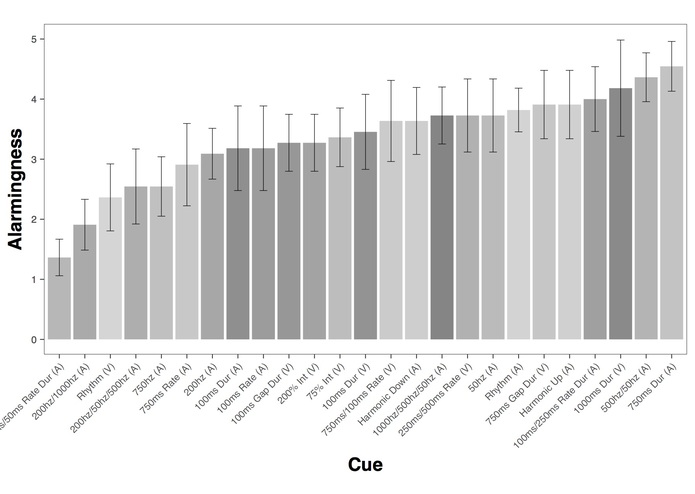 Alarmingness
5
4
3
2
1
0
Rate Dur (A)
200hz/1000hz (A)
Rhythm (V)
200hz/50hz/500hz (A)
750hz (A)
750ms Rate (A)
200hz (A)
100ms Dur (A)
100ms Rate (A)
100ms Gap Dur (V)
200% Int (V)
75% Int (V)
100ms Dur (V)
750ms/100ms Rate (V)
Harmonic Down (A)
1000hz/500hz/50hz (A)
250ms/500ms Rate (V)
50hz (A)
Rhythm (A)
750ms Gap Dur (V)
Harmonic Up (A)
100ms/250ms Rate Dur (A)
1000ms Dur (V)
500hz/50hz (A)
750ms Dur (A)
Cue